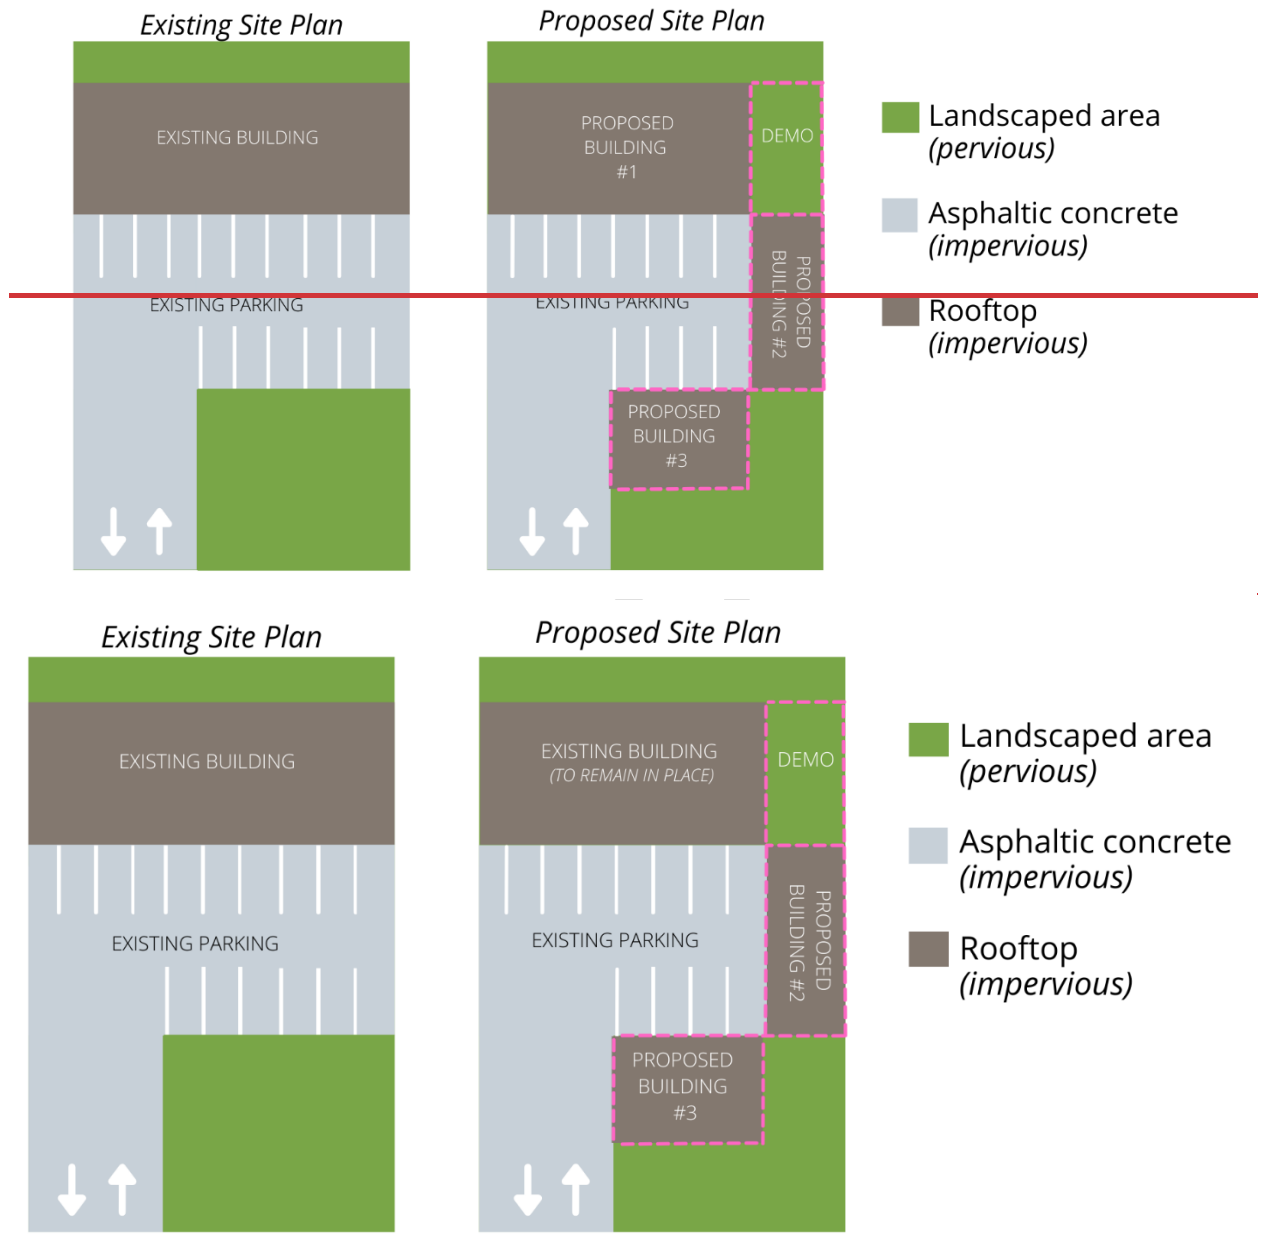 Existing Site Plan
Proposed Site Plan
EXISTING BUILDING
PROPOSED
BUILDING
#1
DEMO
Landscaped area
(pervious)
Asphaltic concrete
(impervious)
Rooftop
(impervious)
EXISTING PARKING
EXISTING PARKING
PROPOSED
BUILDING #2
PROPOSED
BUILDING
#3
Existing Site Plan
Proposed Site Plan
EXISTING BUILDING
EXISTING BUILDING
(TO REMAIN IN PLACE)
DEMO
Landscaped area
(pervious)
Asphaltic concrete
(impervious)
Rooftop
(impervious)
EXISTING PARKING
EXISTING PARKING
PROPOSED
BUILDING #2
PROPOSED
BUILDING
#3